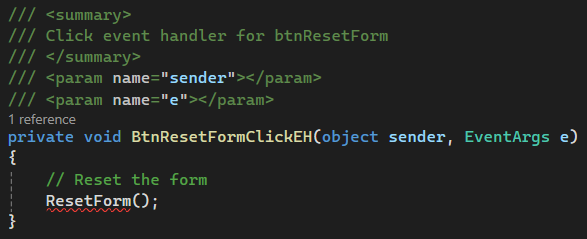 /// <summary>
/// Click event handler for btnResetForm
/// </summary>
/// <param name="sender"></param>
/// <param name="e"></param>
1 reference
private void BtnResetFormClickEH(object sender, EventArgs e)
{
// Reset the form
ResetForm();
}